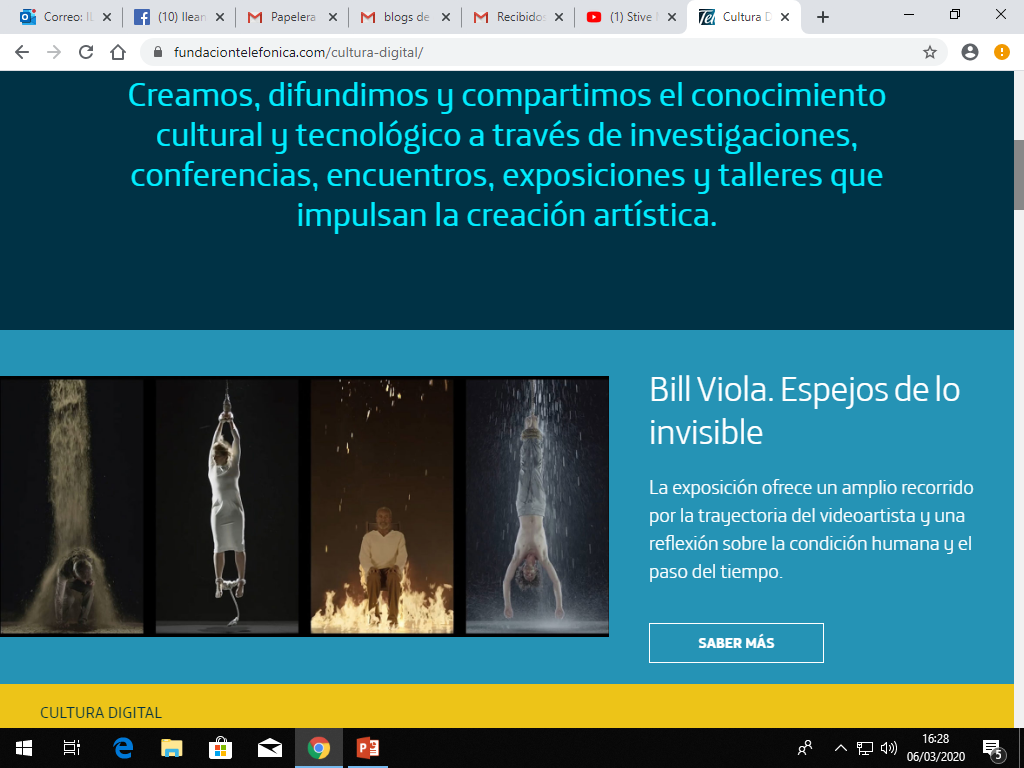 Correo: IL
(10) Ilean
Papelera
blogs de
Recibidos
(1) Stive
Cultura D
fundaciontelefonica.com/cultura-digital/
Creamos, difundimos y compartimos el conocimiento
cultural y tecnológico a través de investigaciones,
conferencias, encuentros, exposiciones y talleres que
impulsan la creación artística.
Bill Viola. Espejos de lo
invisible
La exposición ofrece un amplio recorrido
por la trayectoria del videoartista y una
reflexión sobre la condición humana y el
paso del tiempo.
SABER MÁS
CULTURA DIGITAL
16:28
06/03/2020
5